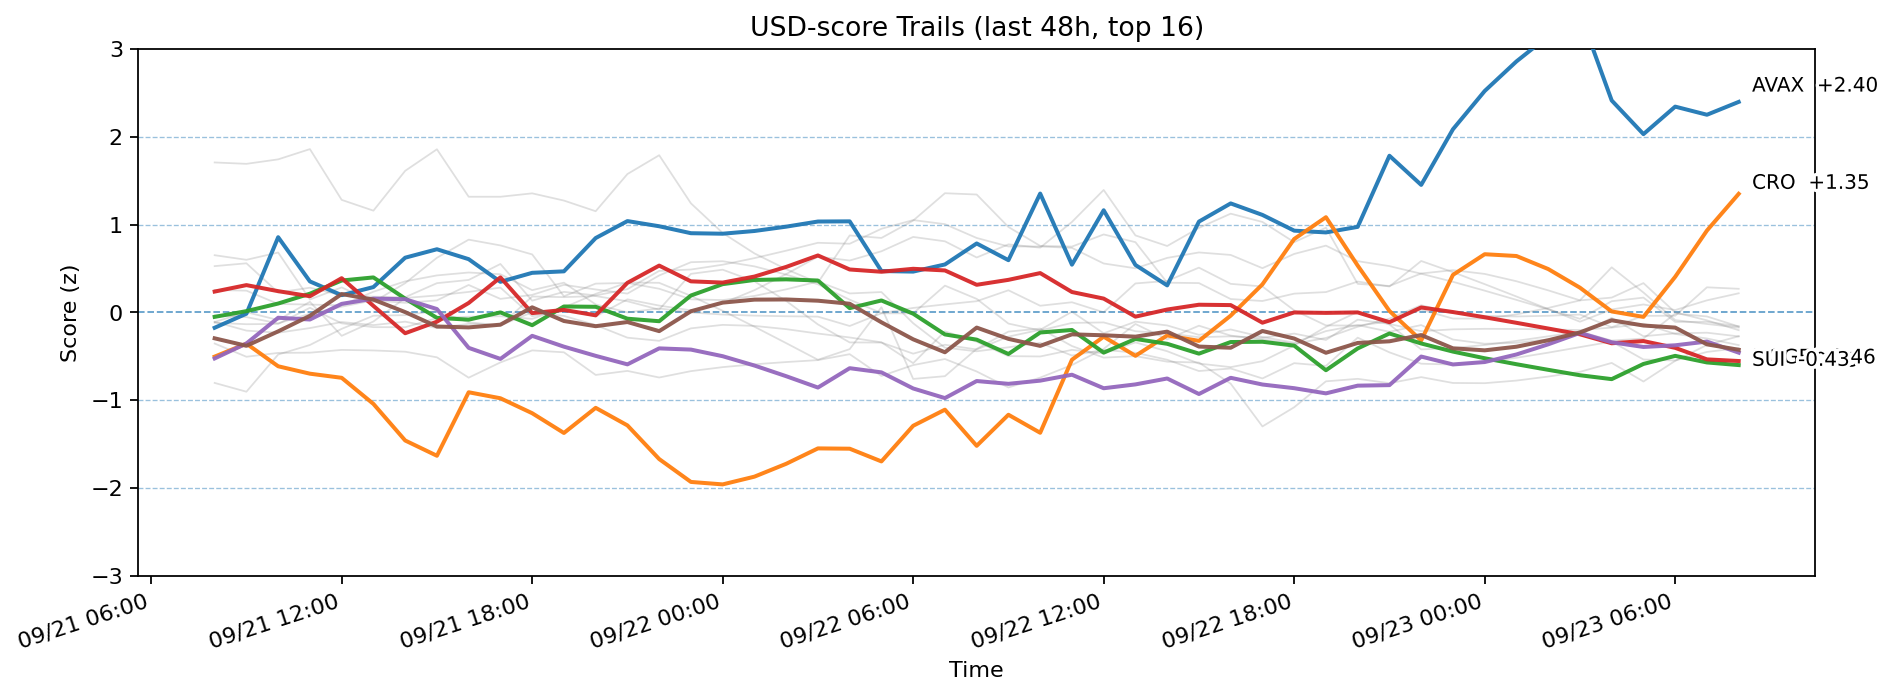 USD-score Trails (last 48h, top 16)
3
AVAX +2.40
2
CRO +1.35
1
0
SUI -0.43
−1
−2
−3
Score (z)
09/21 06:00
09/21 12:00
09/21 18:00
09/22 00:00
09/22 06:00
09/22 12:00
09/22 18:00
09/23 00:00
09/23 06:00
Time